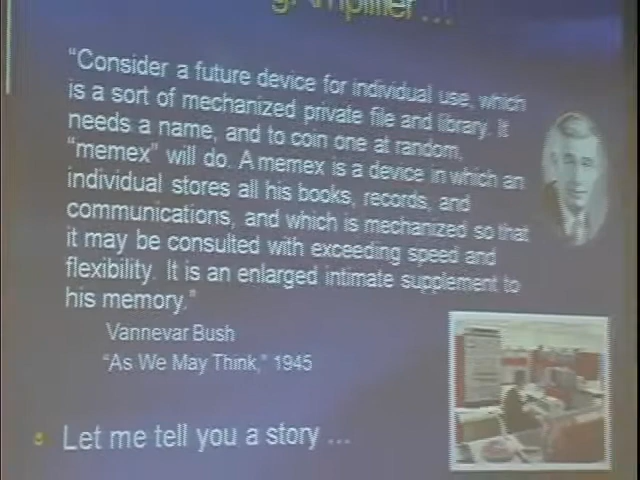 Amplifier...
“Consider a future device for individual use, which
is a sort of mechanized private file and library. It
needs a name, and to coin one at random,
“memex” will do. A memex is a device in which an
individual stores all his books, records, and
communications, and which is mechanized so that
it may be consulted with exceeding speed and
flexibility. It is an enlarged intimate supplement to
his memory.”
Vannevar Bush
“As We May Think,” 1945
Let me tell you a story ...